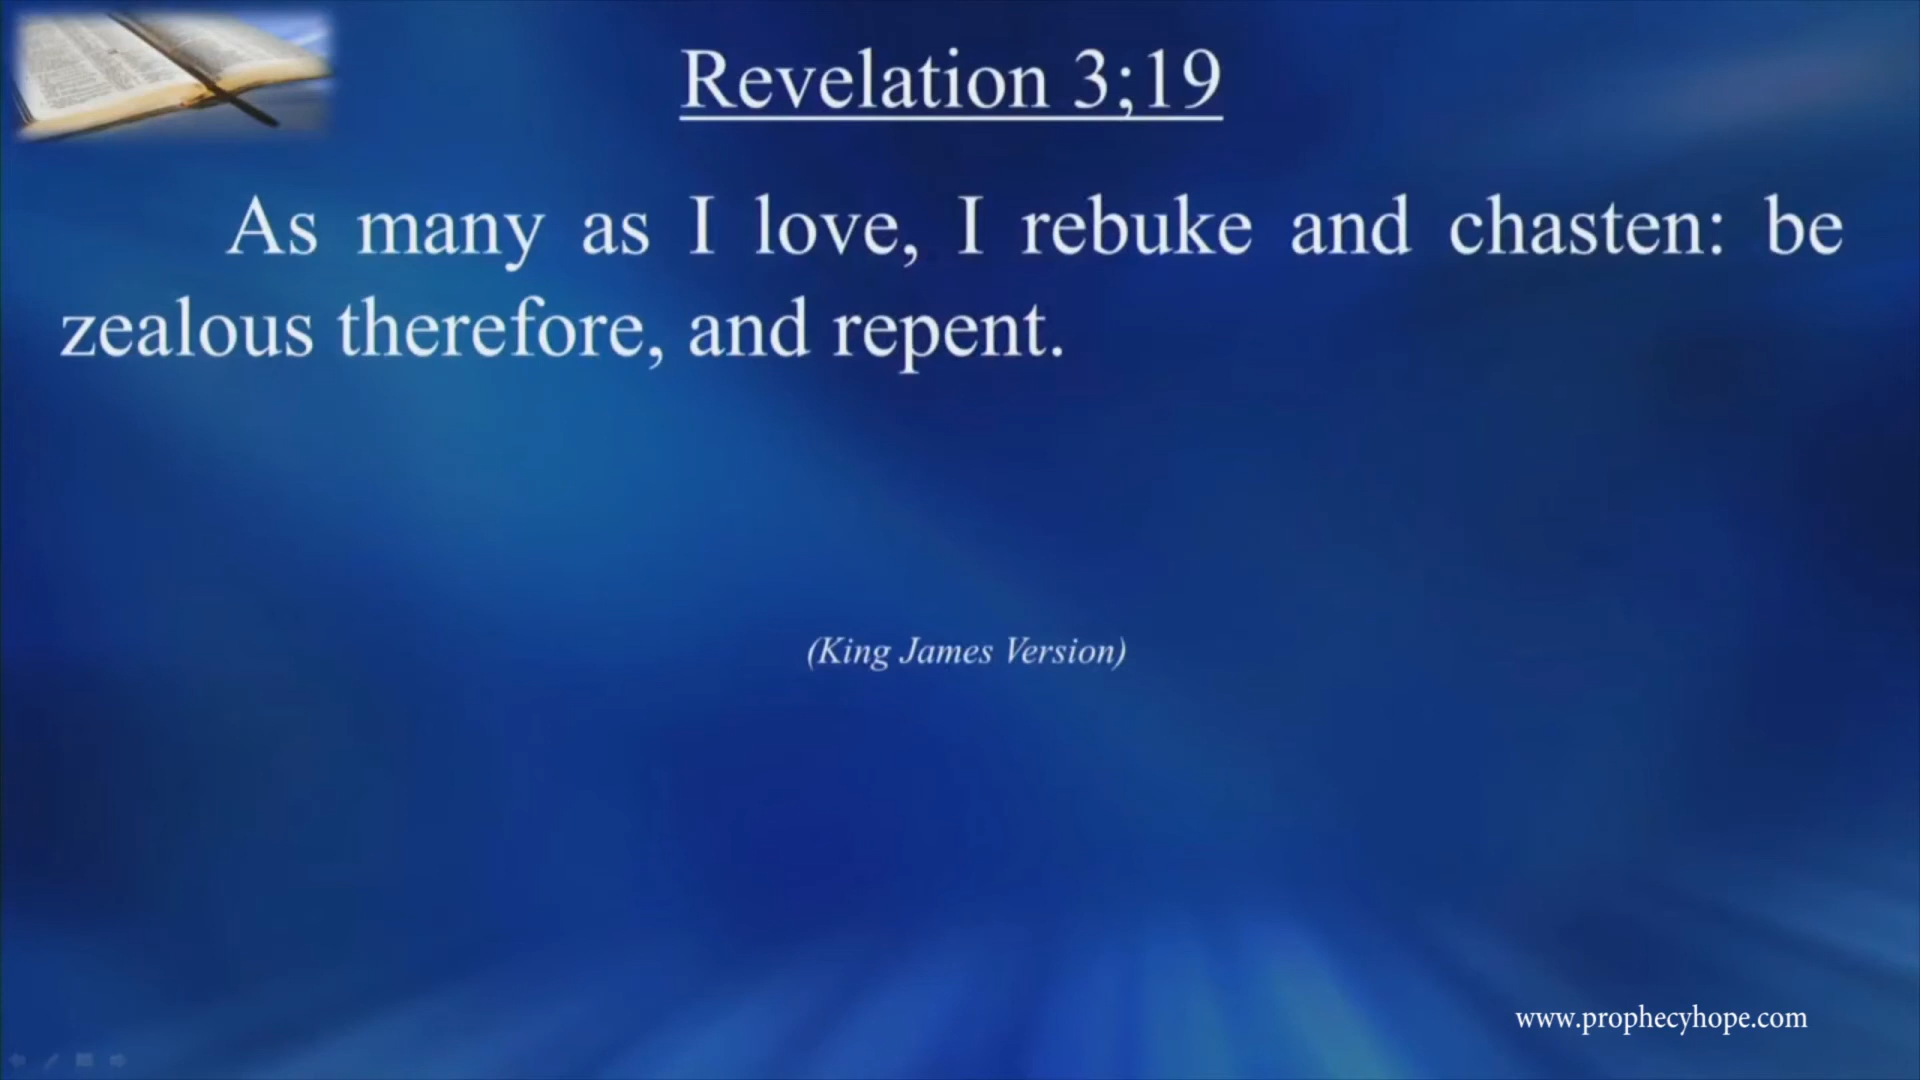 Revelation 3;19
As many as I love, I rebuke and chasten: be
zealous therefore, and repent.
(King James Version)
www.prophecyhope.com